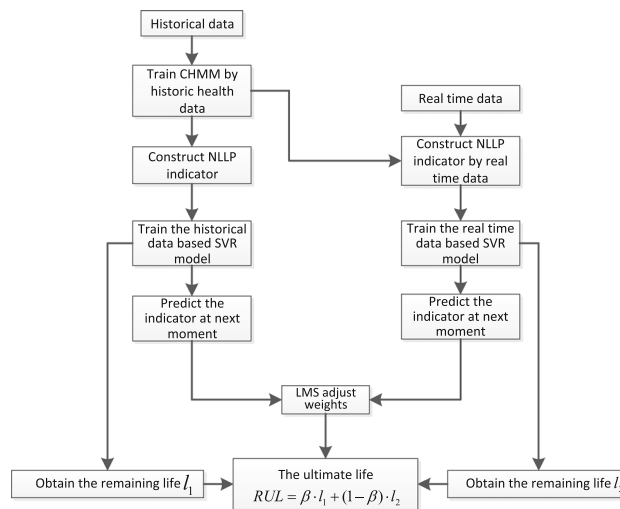 Historical data
Train CHMM by
historic health
data
Real time data
Construct NLLP
indicator
Construct NLLP
indicator by real
time data
Train the historical
data based SVR
model
Train the real time
data based SVR
model
Predict the
indicator at next
moment
Predict the
indicator at next
moment
LMS adjust
weights
Obtain the remaining life l₁
The ultimate life
RUL = β · l₁ + (1 − β) · l₂
Obtain the remaining life l